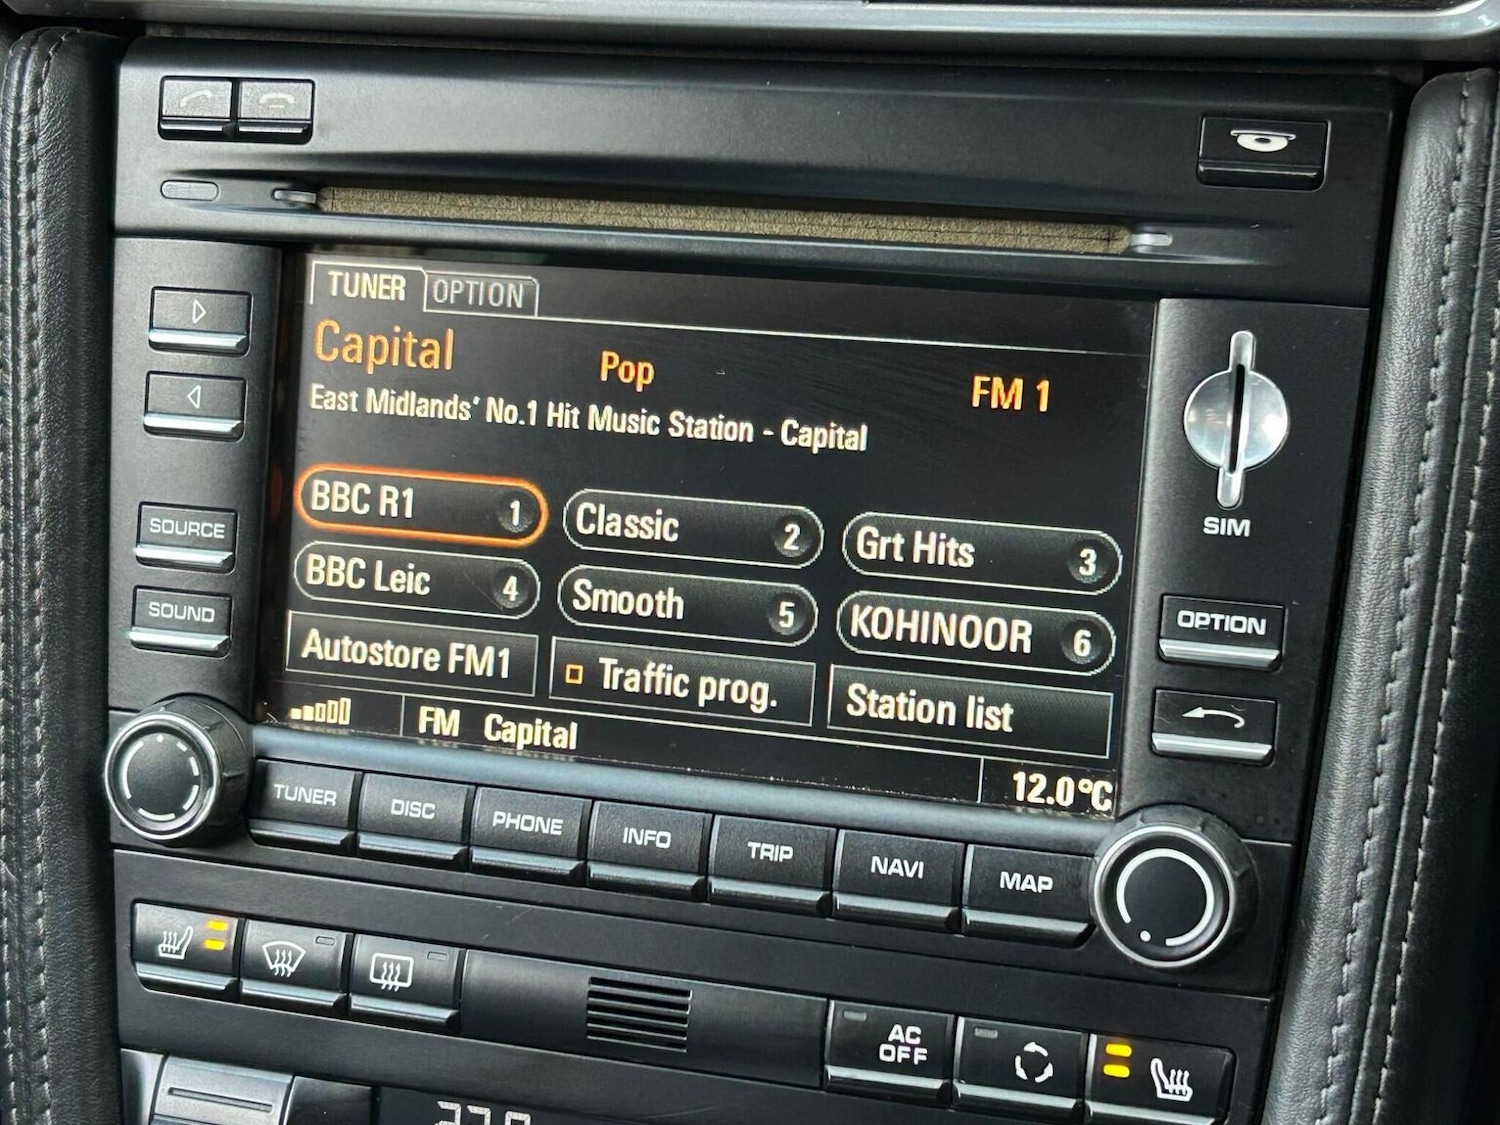 TUNER OPTION
Capital Pop FM 1
East Midlands' No.1 Hit Music Station - Capital
BBC R1 1 Classic 2 Grt Hits 3
BBC Leic 4 Smooth 5 KOHINOOR 6
Autostore FM1 Traffic prog. Station list
FM Capital
12.0°C
SOURCE
SOUND
SIM
OPTION
TUNER DISC PHONE INFO TRIP NAVI MAP
AC
OFF